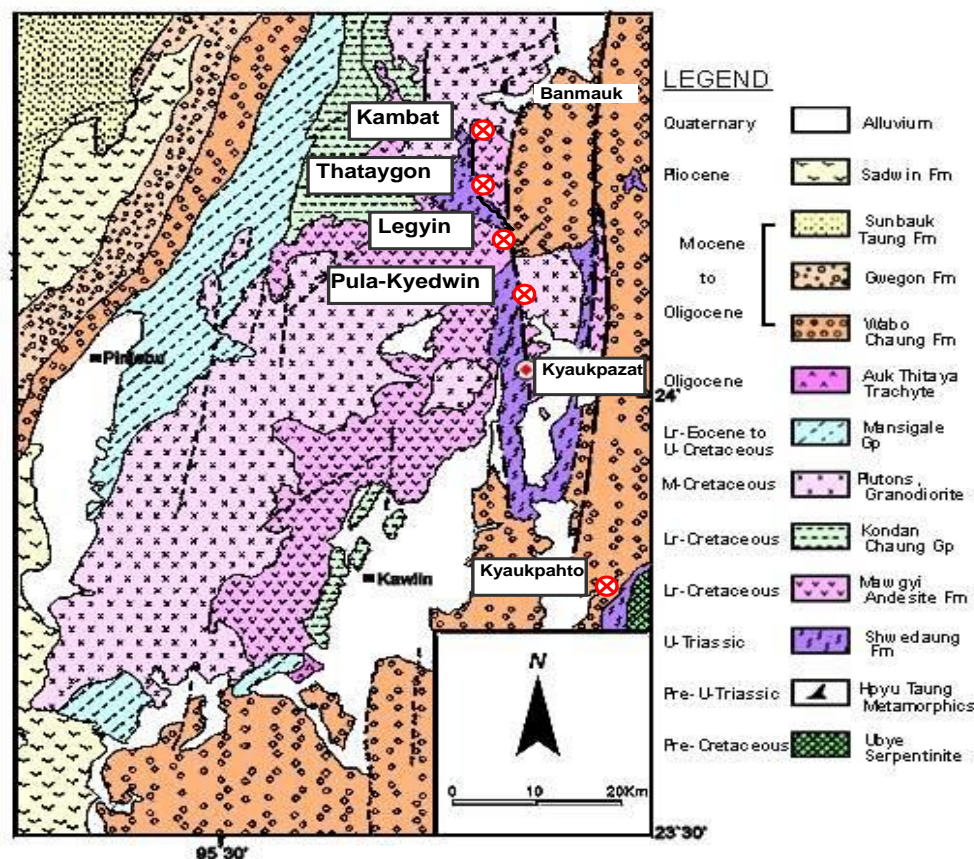 Banmauk
Kambat
Thataygon
Legyin
Pula-Kyedwin
Kyaukpazat
24'
Kawlin
Kyaukpahto
N
0 10 20Km
23°30'
95°30'
LEGEND
Quaternary Alluvium
Pliocene Sadwin Fm
Miocene
to
Oligocene
Sunbauk
Taung Fm
Gwegon Fm
Wabo
Chaung Fm
Oligocene Auk Thitaya
Trachyte
Lr-Eocene to
U-Cretaceous
Mansigale
Gp
M-Cretaceous Plutons,
Granodiorite
Lr-Cretaceous Kondan
Chaung Gp
Lr-Cretaceous Mawgyi
Andesite Fm
U-Triassic Shwedaung
Fm
Pre-U-Triassic Hpyu Taung
Metamorphics
Pre-Cretaceous Ubye
Serpentinite